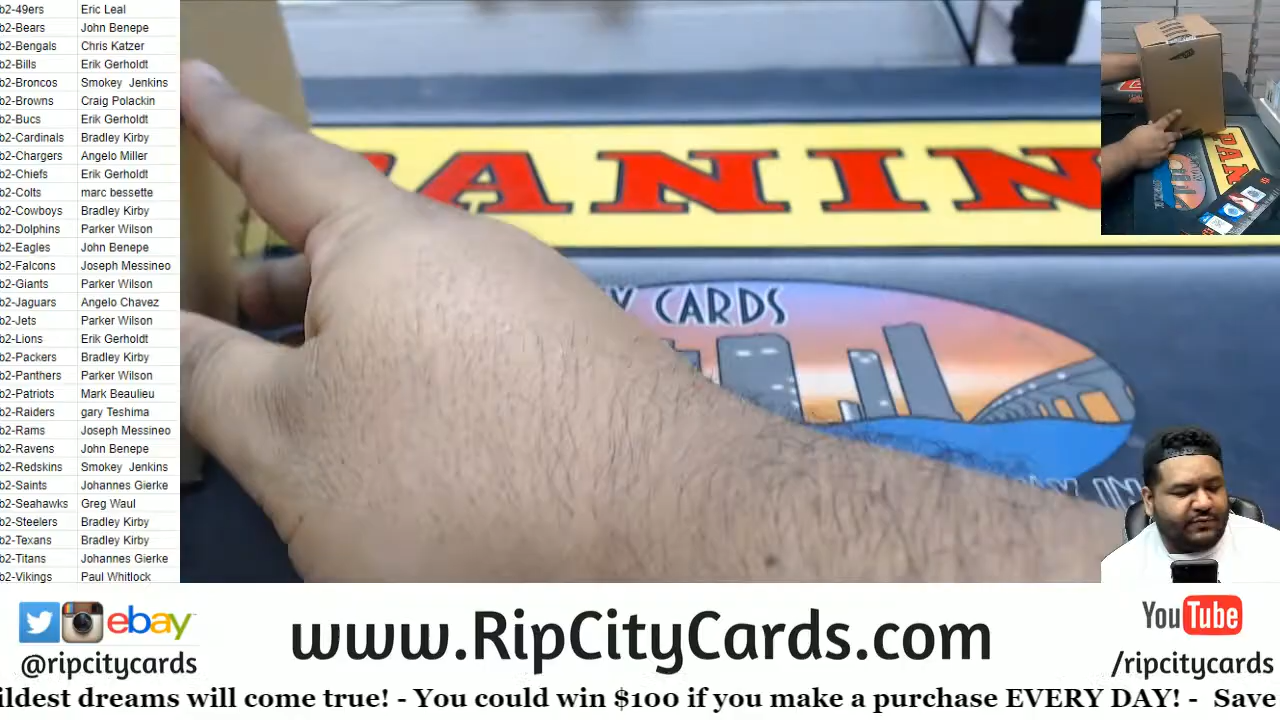 b2-49ers Eric Leal
b2-Bears John Benepe
b2-Bengals Chris Katzer
b2-Bills Erik Gerholdt
b2-Broncos Smokey Jenkins
b2-Browns Craig Polackin
b2-Bucs Erik Gerholdt
b2-Cardinals Bradley Kirby
b2-Chargers Angelo Miller
b2-Chiefs Erik Gerholdt
b2-Colts marc bessette
b2-Cowboys Bradley Kirby
b2-Dolphins Parker Wilson
b2-Eagles John Benepe
b2-Falcons Joseph Messineo
b2-Giants Parker Wilson
b2-Jaguars Angelo Chavez
b2-Jets Parker Wilson
b2-Lions Erik Gerholdt
b2-Packers Bradley Kirby
b2-Panthers Parker Wilson
b2-Patriots Mark Beaulieu
b2-Raiders gary Teshima
b2-Rams Joseph Messineo
b2-Ravens John Benepe
b2-Redskins Smokey Jenkins
b2-Saints Johannes Gierke
b2-Seahawks Greg Waul
b2-Steelers Bradley Kirby
b2-Texans Bradley Kirby
b2-Titans Johannes Gierke
b2-Vikings Paul Whitlock
ANIN
Y CARDS
AY IN
PANI
ebay
@ripcitycards
www.RipCityCards.com
YouTube
/ripcitycards
ildest dreams will come true! - You could win $100 if you make a purchase EVERY DAY! - Save